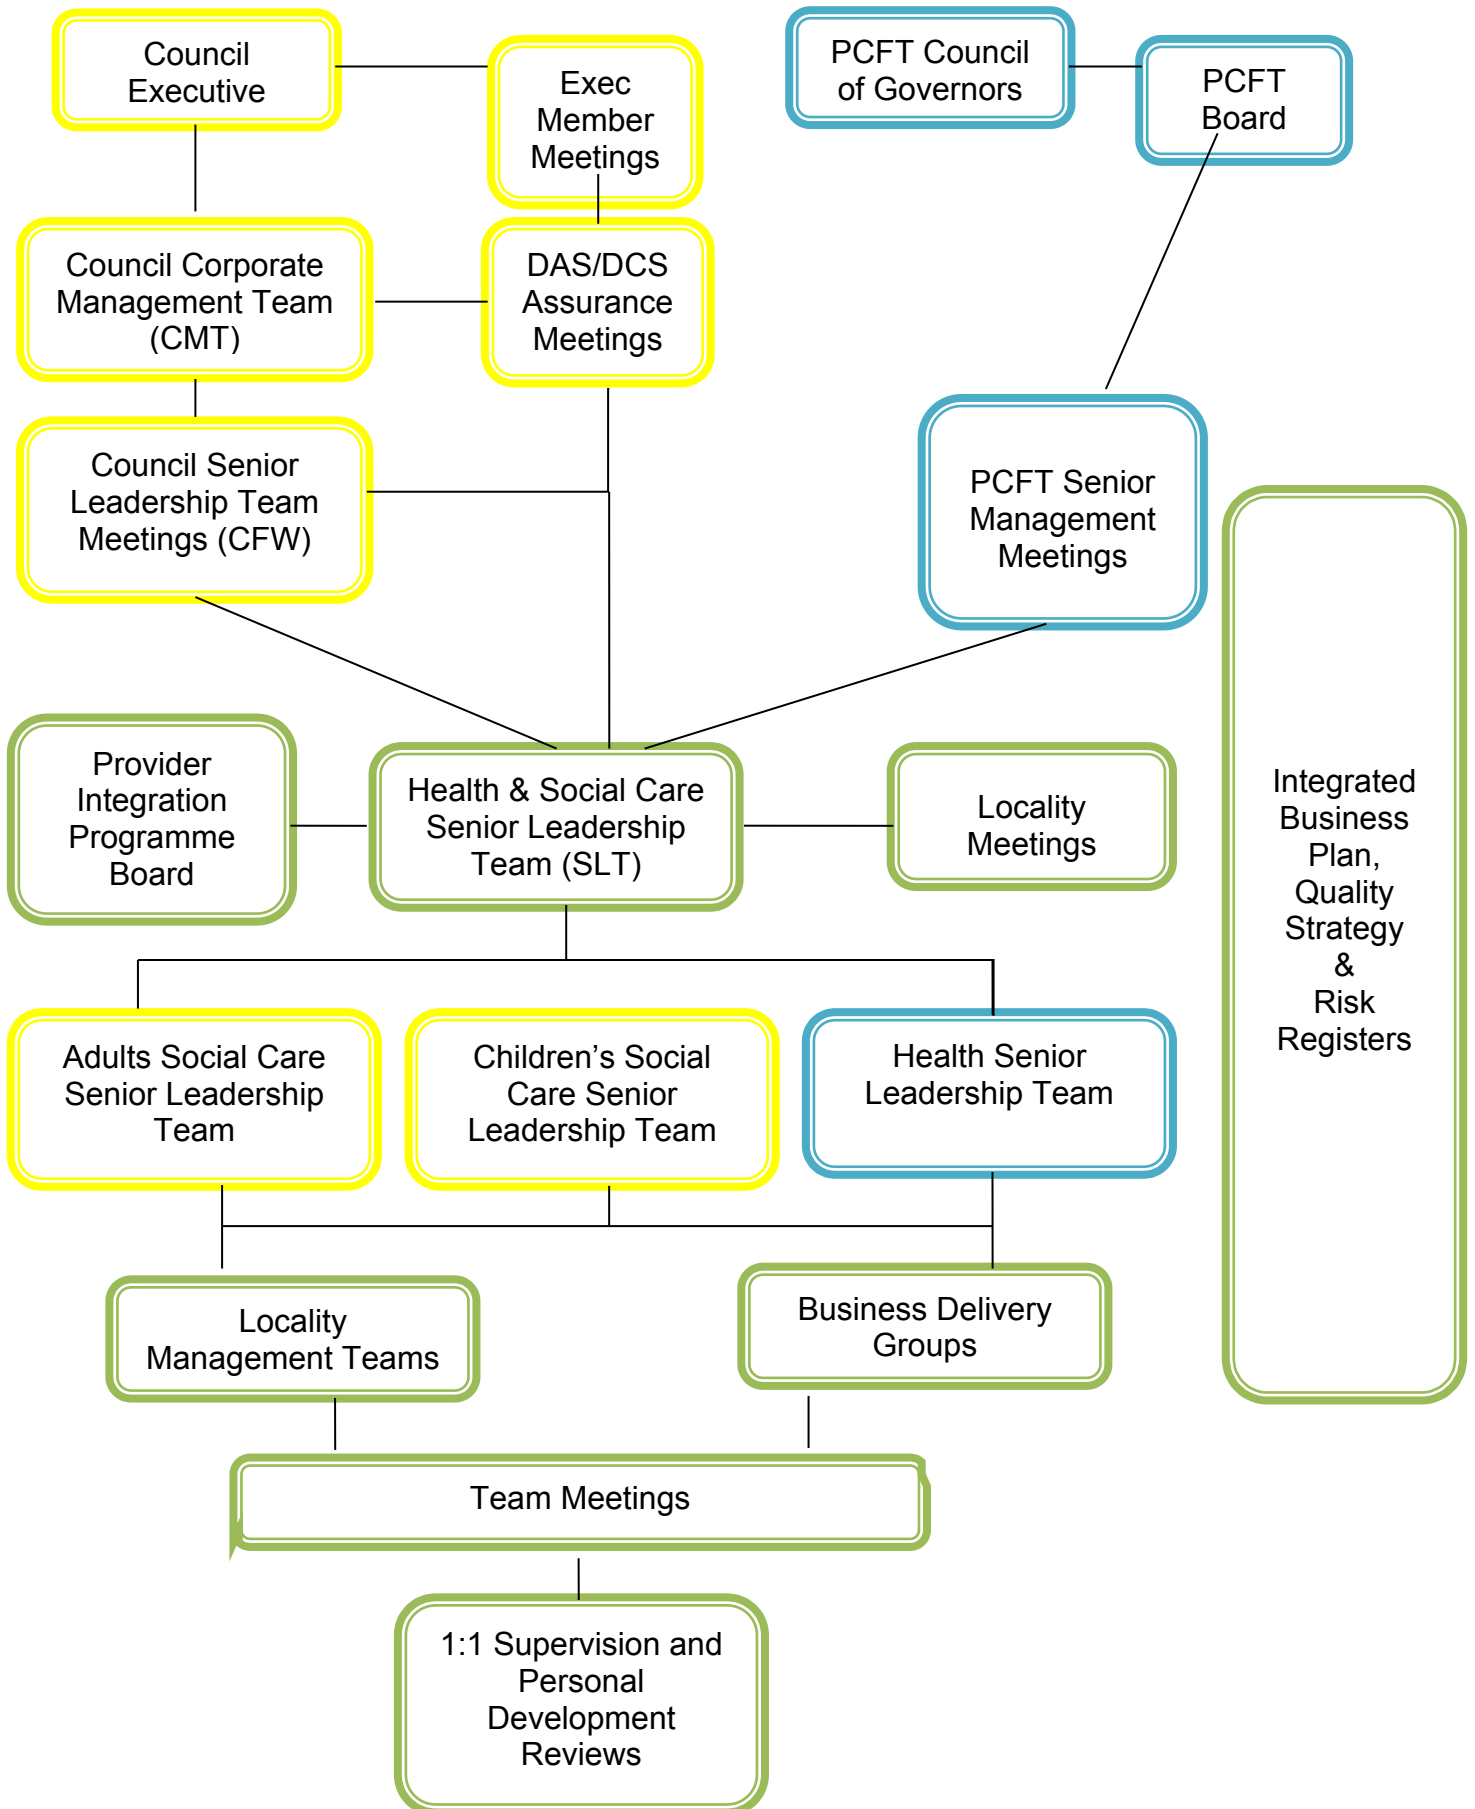 Council
Executive
Exec
Member
Meetings
PCFT Council
of Governors
PCFT
Board
Council Corporate
Management Team
(CMT)
DAS/DCS
Assurance
Meetings
Council Senior
Leadership Team
Meetings (CFW)
PCFT Senior
Management
Meetings
Provider
Integration
Programme
Board
Health & Social Care
Senior Leadership
Team (SLT)
Locality
Meetings
Integrated
Business
Plan,
Quality
Strategy
&
Risk
Registers
Adults Social Care
Senior Leadership
Team
Children’s Social
Care Senior
Leadership Team
Health Senior
Leadership Team
Locality
Management Teams
Business Delivery
Groups
Team Meetings
1:1 Supervision and
Personal
Development
Reviews